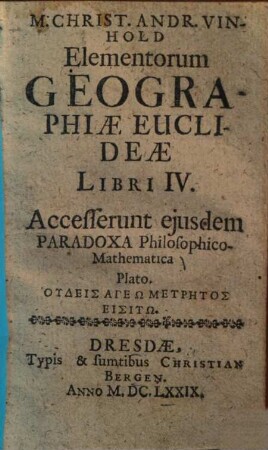 M. CHRIST. ANDR. VIN-
HOLD
Elementorum
GEOGRA-
PHIÆ EUCLI-
DEÆ
LIBRI IV.
Accesserunt ejusdem
PARADOXA Philosophico-
Mathematica
Plato.
ΟΥΔΕΙΣ ΑΓΕΩΜΕΤΡΗΤΟΣ
ΕΙΣΙΤΩ.
DRESDÆ,
Typis & sumtibus CHRISTIAN
BERGEN.
ANNO M. DC. LXXIX.